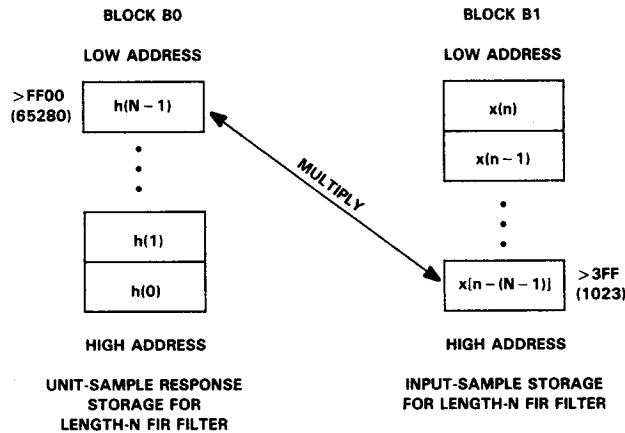 BLOCK B0
LOW ADDRESS
>FF00
(65280)
h(N − 1)
h(1)
h(0)
HIGH ADDRESS
UNIT-SAMPLE RESPONSE
STORAGE FOR
LENGTH-N FIR FILTER
MULTIPLY
BLOCK B1
LOW ADDRESS
x(n)
x(n − 1)
x[n − (N − 1)]
>3FF
(1023)
HIGH ADDRESS
INPUT-SAMPLE STORAGE
FOR LENGTH-N FIR FILTER